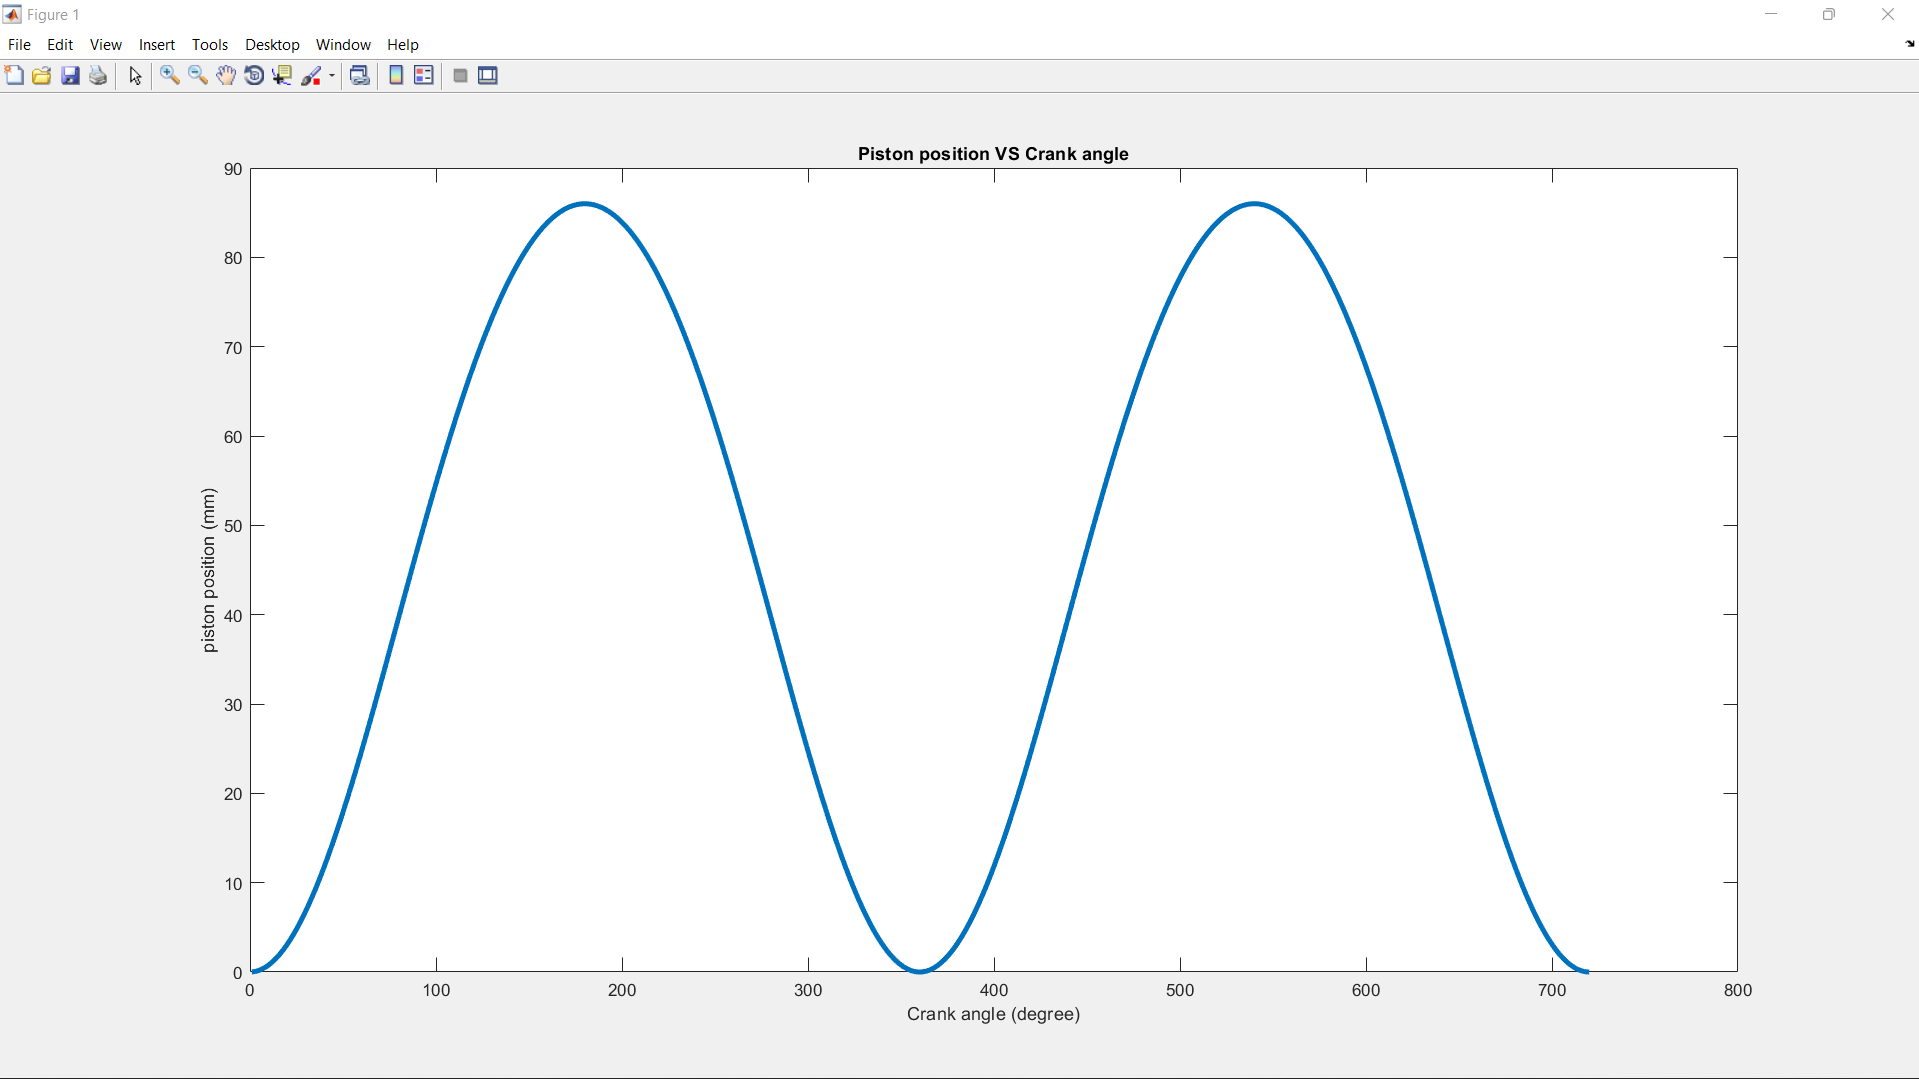 Figure 1
File Edit View Insert Tools Desktop Window Help
Piston position VS Crank angle
90
80
70
60
50
40
30
20
10
0
piston position (mm)
0 100 200 300 400 500 600 700 800
Crank angle (degree)